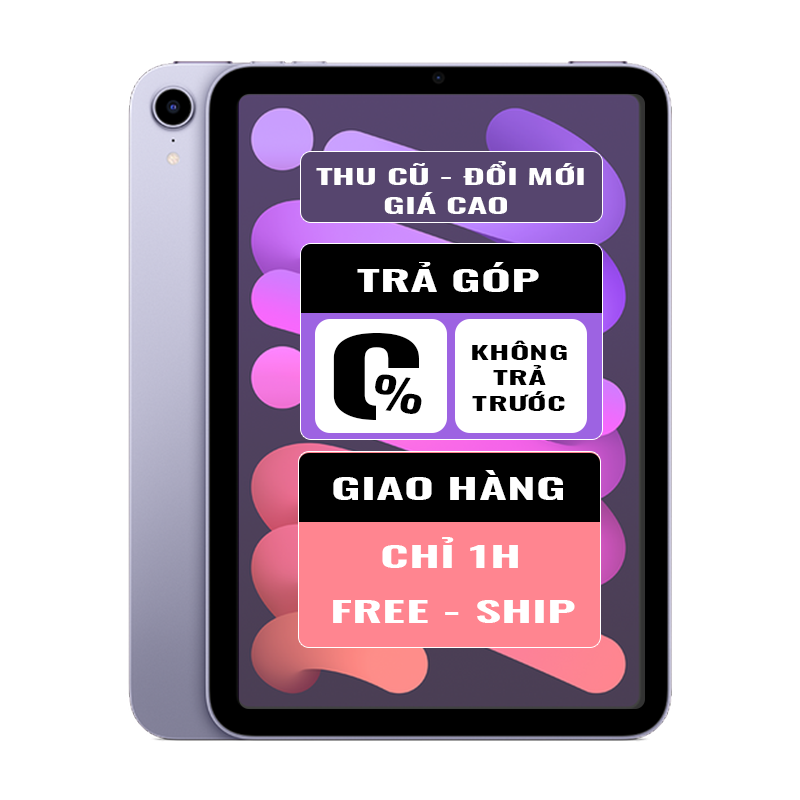 THU CŨ - ĐỔI MỚI
GIÁ CAO
TRẢ GÓP
0%
KHÔNG
TRẢ
TRƯỚC
GIAO HÀNG
CHỈ 1H
FREE - SHIP